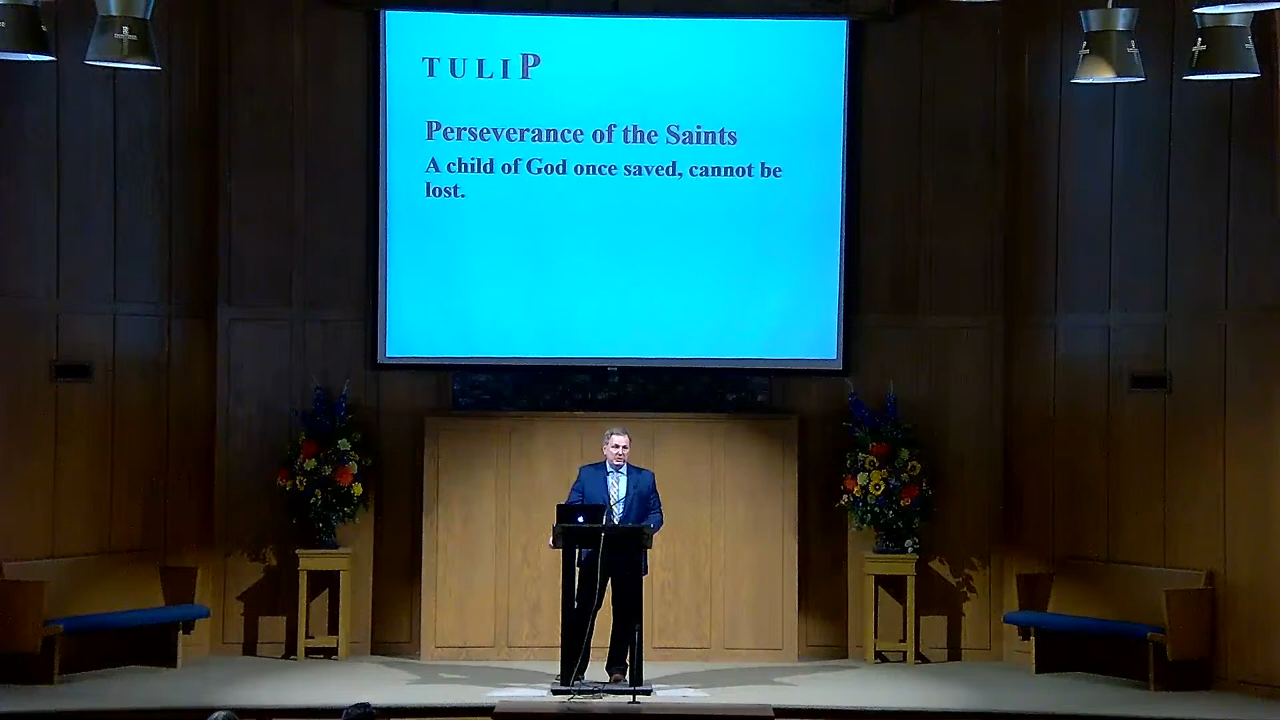 TULIP
Perseverance of the Saints
A child of God once saved, cannot be
lost.